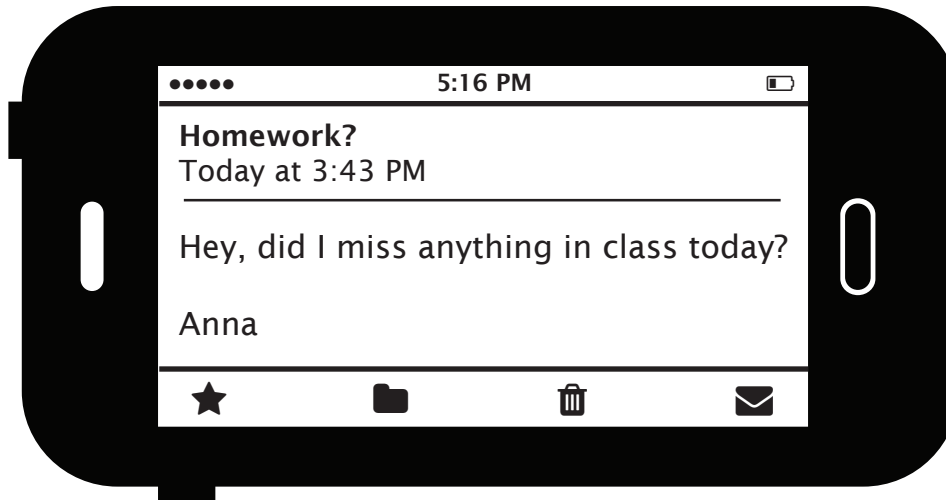 5:16 PM
Homework?
Today at 3:43 PM
Hey, did I miss anything in class today?
Anna